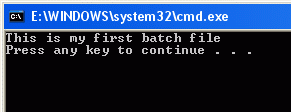 E:\WINDOWS\system32\cmd.exe
This is my first batch file
Press any key to continue . . .